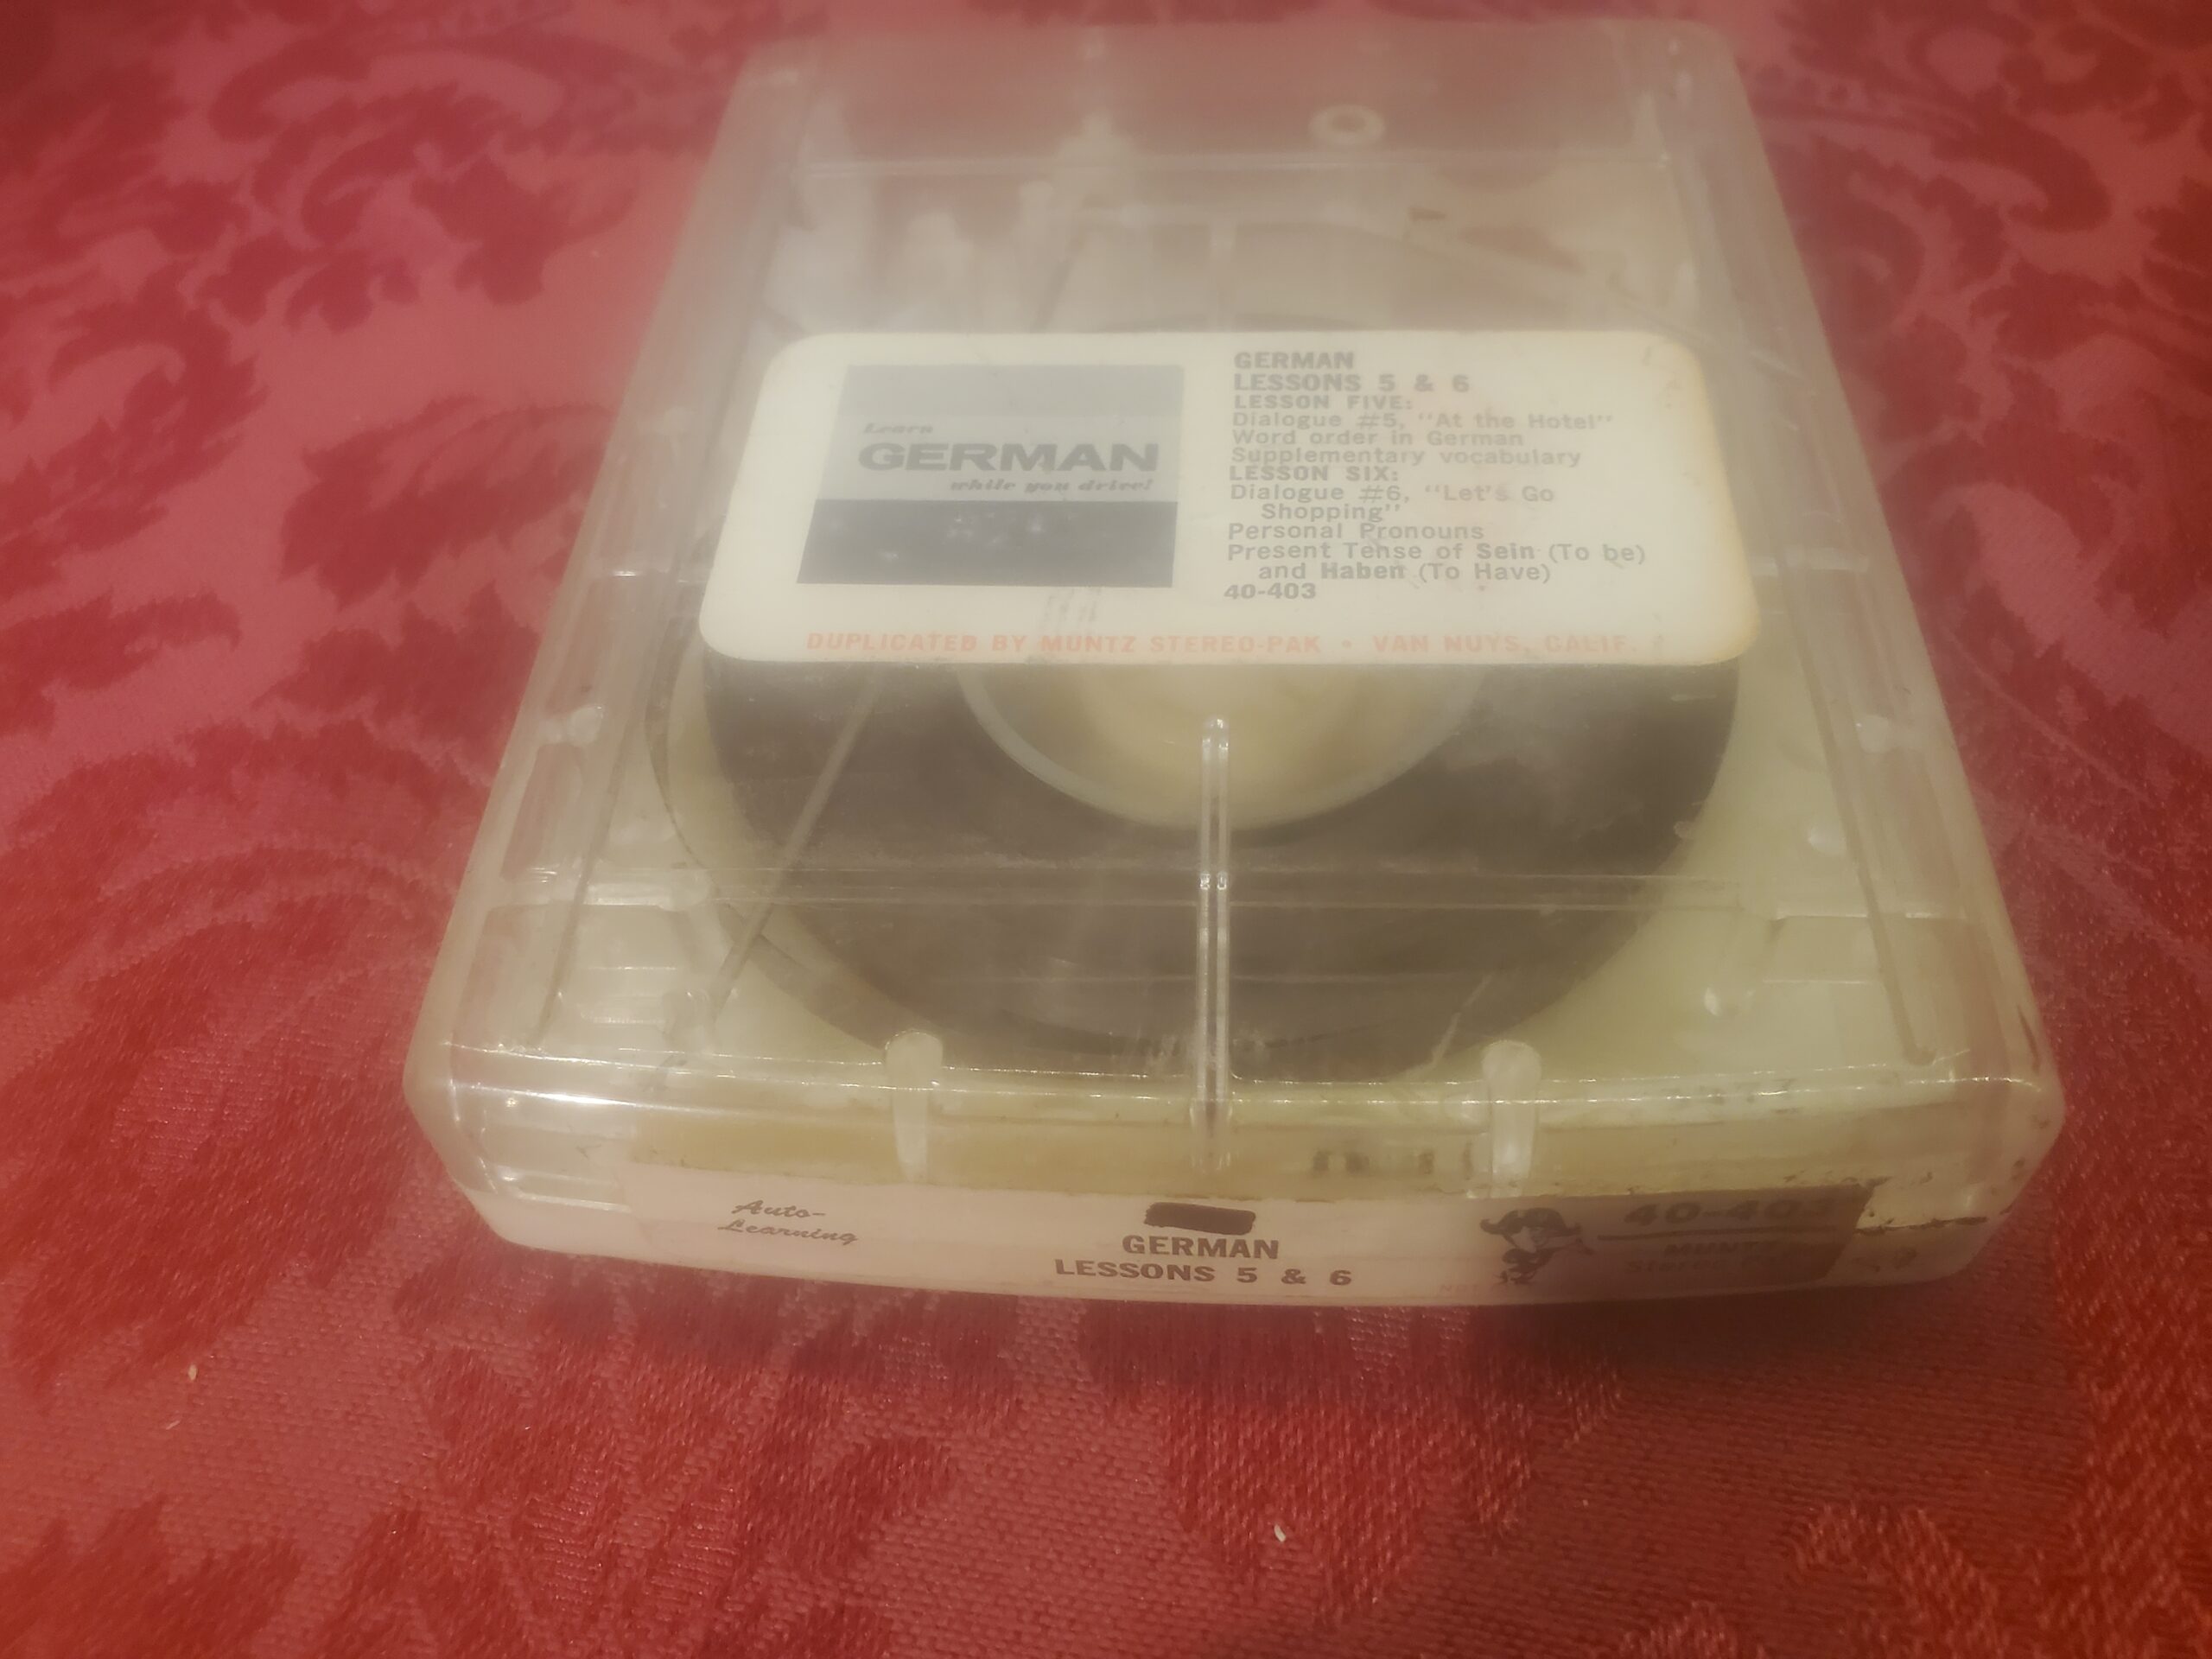 Learn
GERMAN
while you drive!
GERMAN
LESSONS 5 & 6
LESSON FIVE:
Dialogue #5, "At the Hotel"
Word order in German
Supplementary vocabulary
LESSON SIX:
Dialogue #6, "Let's Go
Shopping"
Personal Pronouns
Present Tense of Sein (To be)
and Haben (To Have)
40-403
DUPLICATED BY MUNTZ STEREO-PAK • VAN NUYS, CALIF.
Auto-
Learning
GERMAN
LESSONS 5 & 6
40-403
MUNTZ